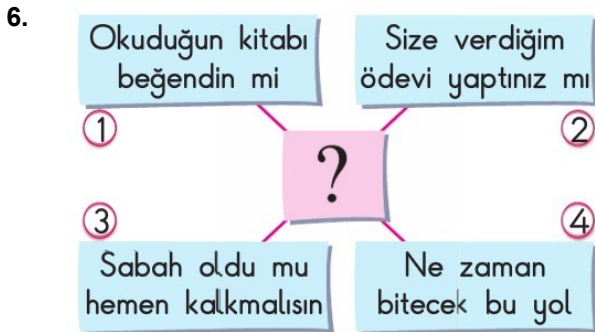 6.
Okuduğun kitabı
beğendin mi
1
Size verdiğim
ödevi yaptınız mı
2
?
3
Sabah oldu mu
hemen kalkmalısın
4
Ne zaman
bitecek bu yol